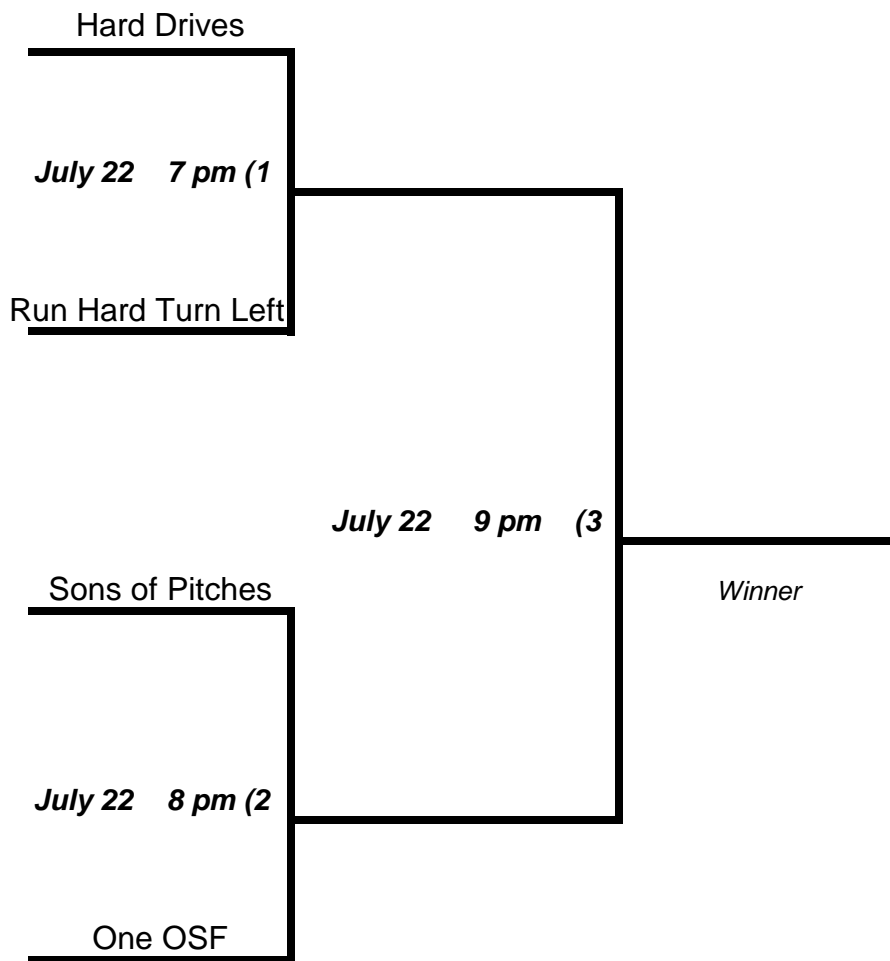 Hard Drives
July 22 7 pm (1
Run Hard Turn Left
July 22 9 pm (3
Sons of Pitches
Winner
July 22 8 pm (2
One OSF